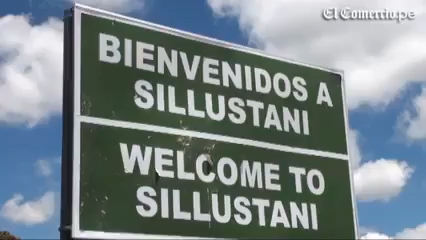 El Comercio.pe
BIENVENIDOS A
SILLUSTANI
WELCOME TO
SILLUSTANI